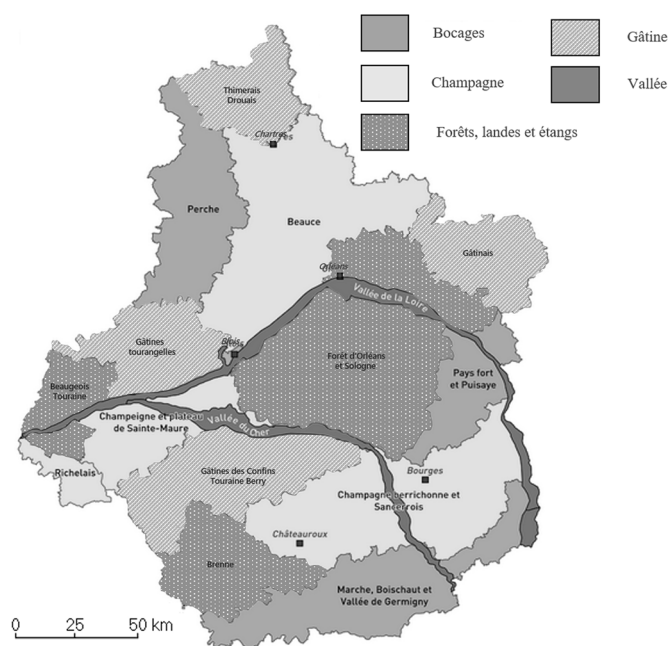 Bocages
Gâtine
Champagne
Vallée
Forêts, landes et étangs
Thimerais
Drouais
Chartres
Perche
Beauce
Gâtinais
Orléans
Vallée de la Loire
Gâtines
tourangelles
Blois
Forêt d'Orléans
et Sologne
Pays fort
et Puisaye
Beaugeois
Touraine
Champeigne et plateau
de Sainte-Maure
Vallée du Cher
Richelais
Gâtines des Confins
Touraine Berry
Bourges
Champagne berrichonne et
Sancerrois
Châteauroux
Brenne
Marche, Boischaut et
Vallée de Germigny
0 25 50 km